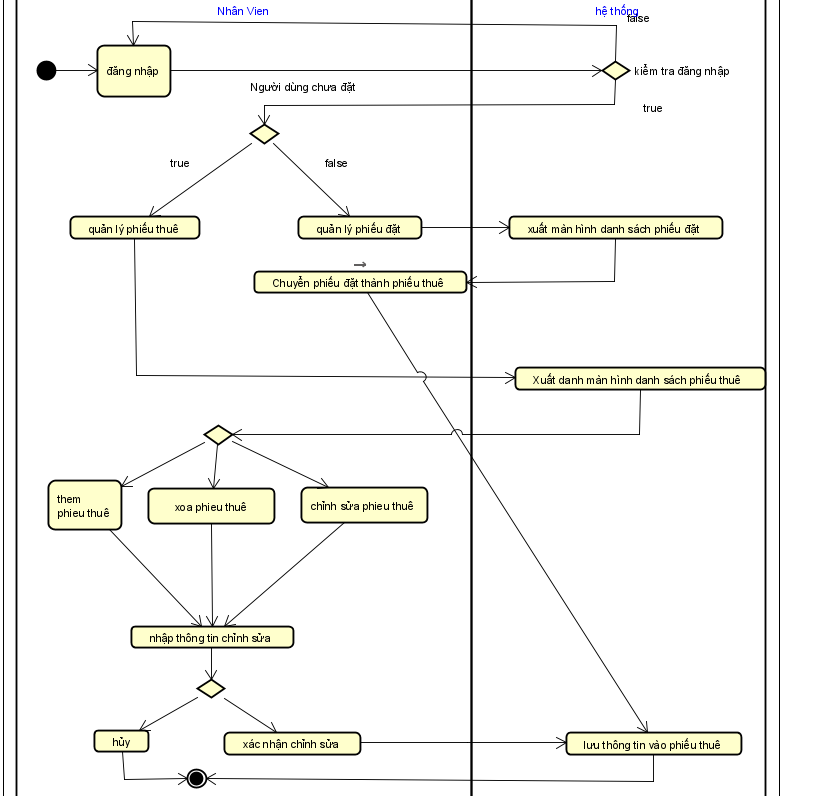 Nhân Vien
hệ thống
false
đăng nhập
kiểm tra đăng nhập
Người dùng chưa đặt
true
true
false
quản lý phiếu thuê
quản lý phiếu đặt
xuất màn hình danh sách phiếu đặt
Chuyển phiếu đặt thành phiếu thuê
Xuất danh màn hình danh sách phiếu thuê
them
phieu thuê
xoa phieu thuê
chỉnh sửa phieu thuê
nhập thông tin chỉnh sửa
hủy
xác nhận chỉnh sửa
lưu thông tin vào phiếu thuê